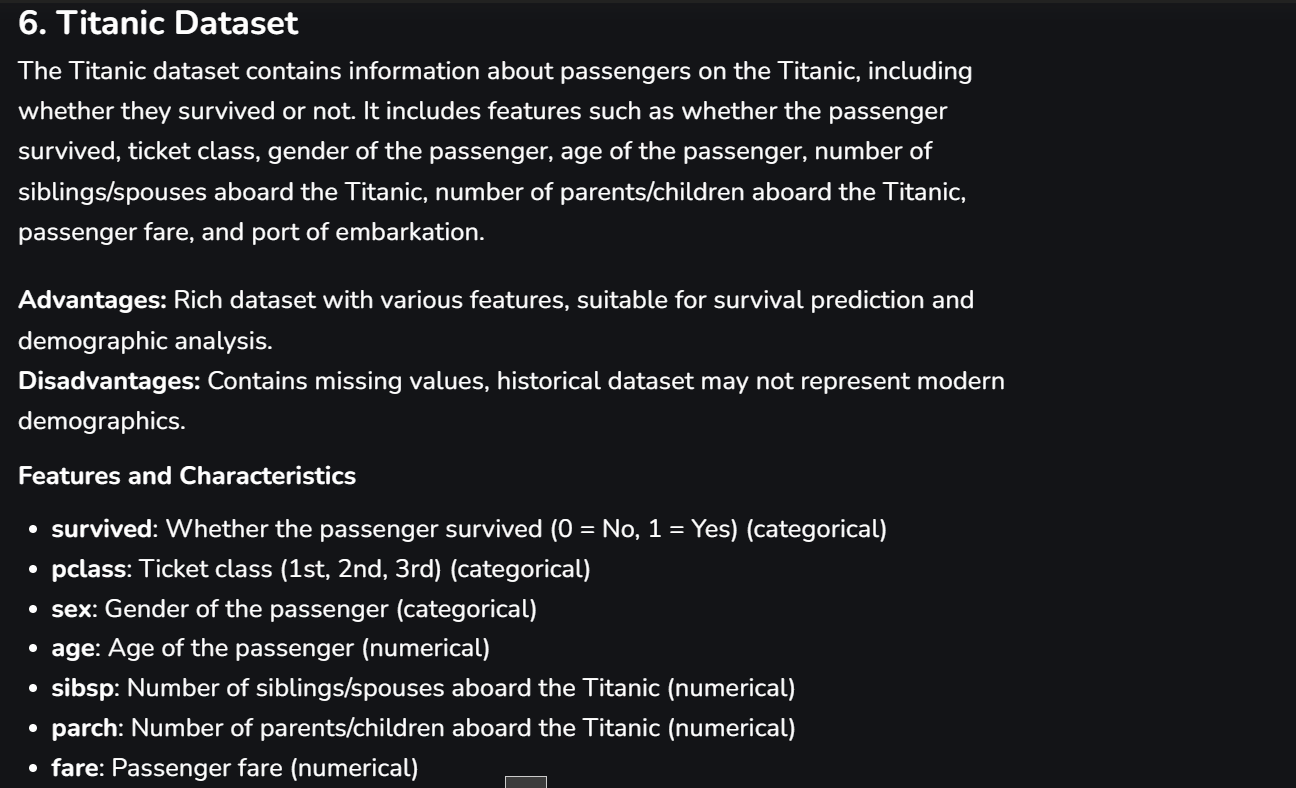 6. Titanic Dataset
The Titanic dataset contains information about passengers on the Titanic, including
whether they survived or not. It includes features such as whether the passenger
survived, ticket class, gender of the passenger, age of the passenger, number of
siblings/spouses aboard the Titanic, number of parents/children aboard the Titanic,
passenger fare, and port of embarkation.
Advantages: Rich dataset with various features, suitable for survival prediction and
demographic analysis.
Disadvantages: Contains missing values, historical dataset may not represent modern
demographics.
Features and Characteristics
• survived: Whether the passenger survived (0 = No, 1 = Yes) (categorical)
• pclass: Ticket class (1st, 2nd, 3rd) (categorical)
• sex: Gender of the passenger (categorical)
• age: Age of the passenger (numerical)
• sibsp: Number of siblings/spouses aboard the Titanic (numerical)
• parch: Number of parents/children aboard the Titanic (numerical)
• fare: Passenger fare (numerical)